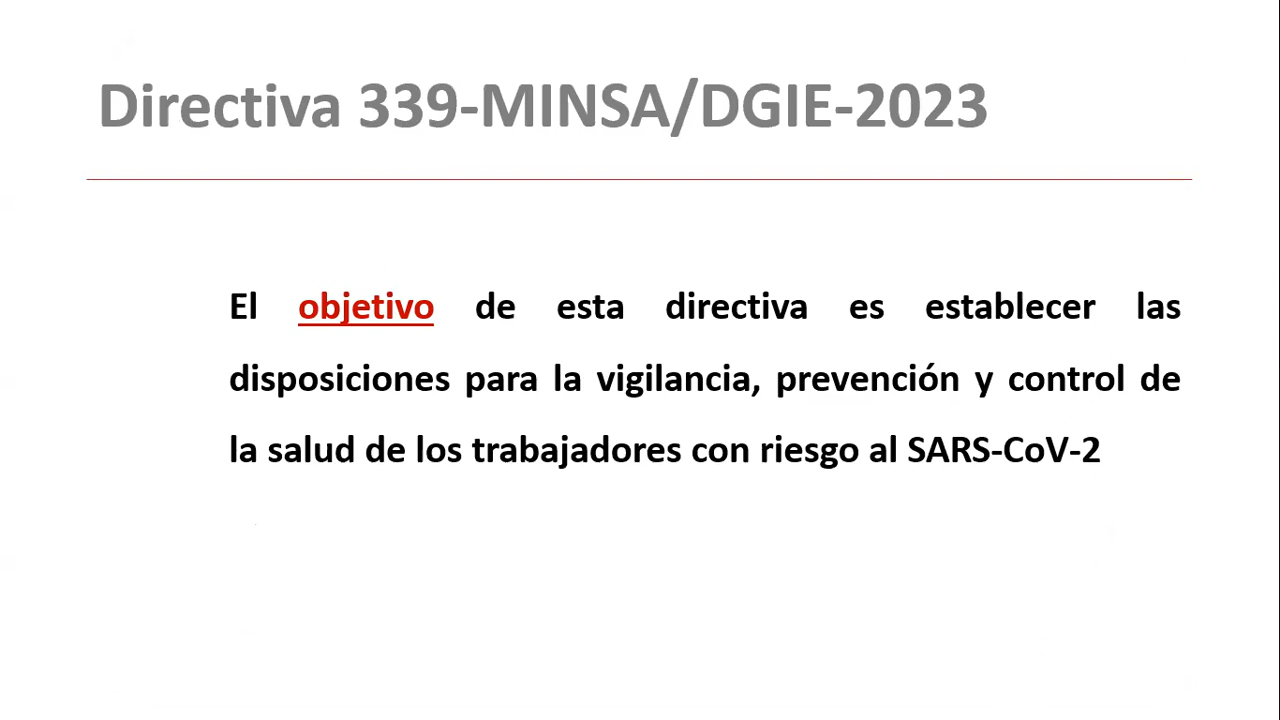 Directiva 339-MINSA/DGIE-2023
El objetivo de esta directiva es establecer las
disposiciones para la vigilancia, prevención y control de
la salud de los trabajadores con riesgo al SARS-CoV-2